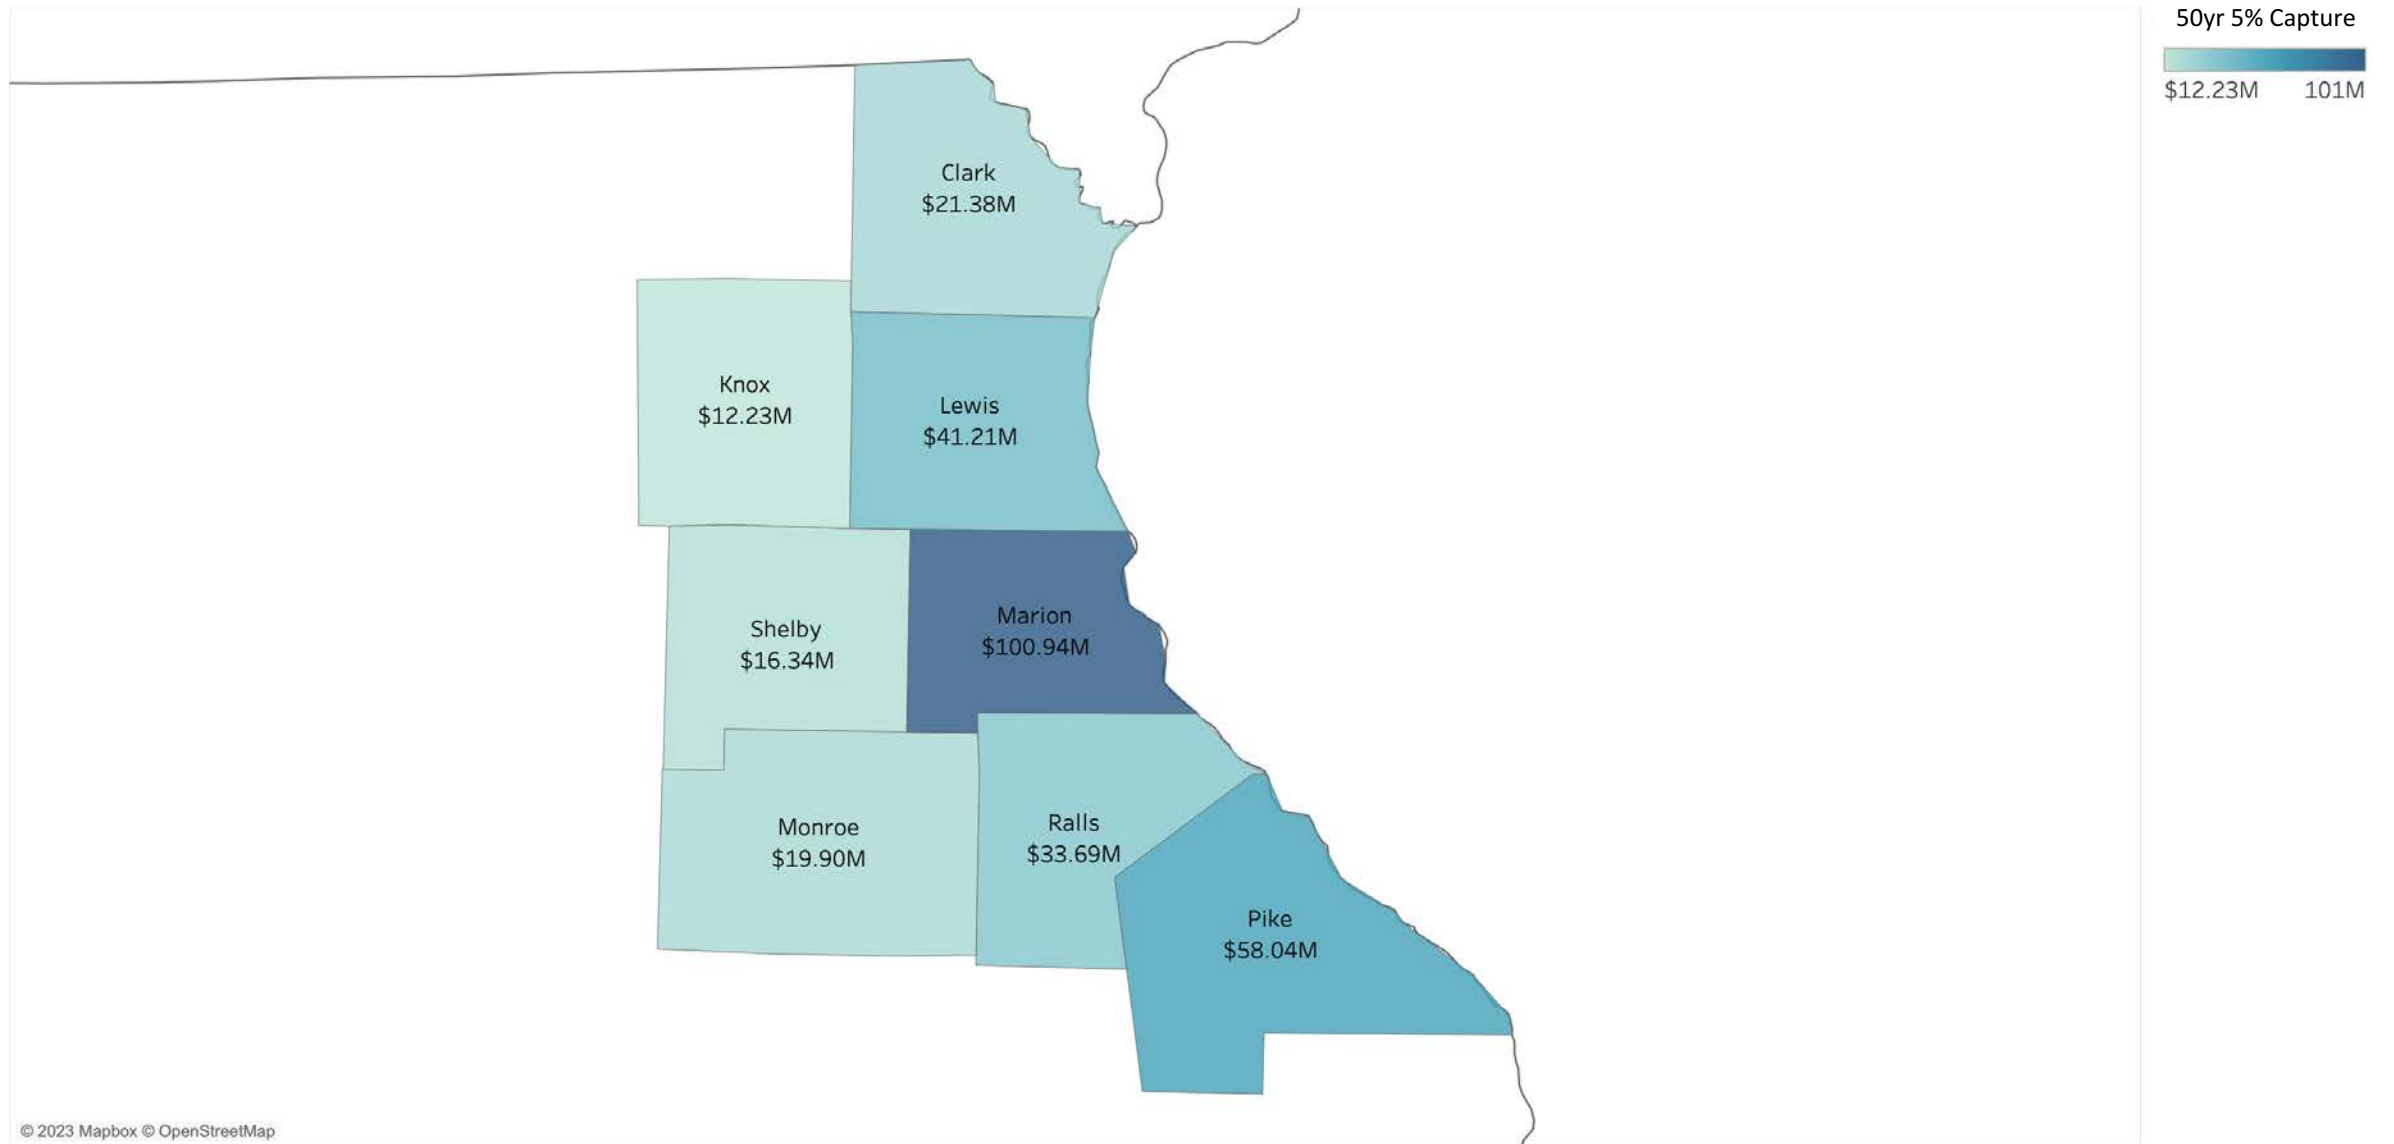 50yr 5% Capture
$12.23M 101M
Clark
$21.38M
Knox
$12.23M
Lewis
$41.21M
Shelby
$16.34M
Marion
$100.94M
Monroe
$19.90M
Ralls
$33.69M
Pike
$58.04M
© 2023 Mapbox © OpenStreetMap